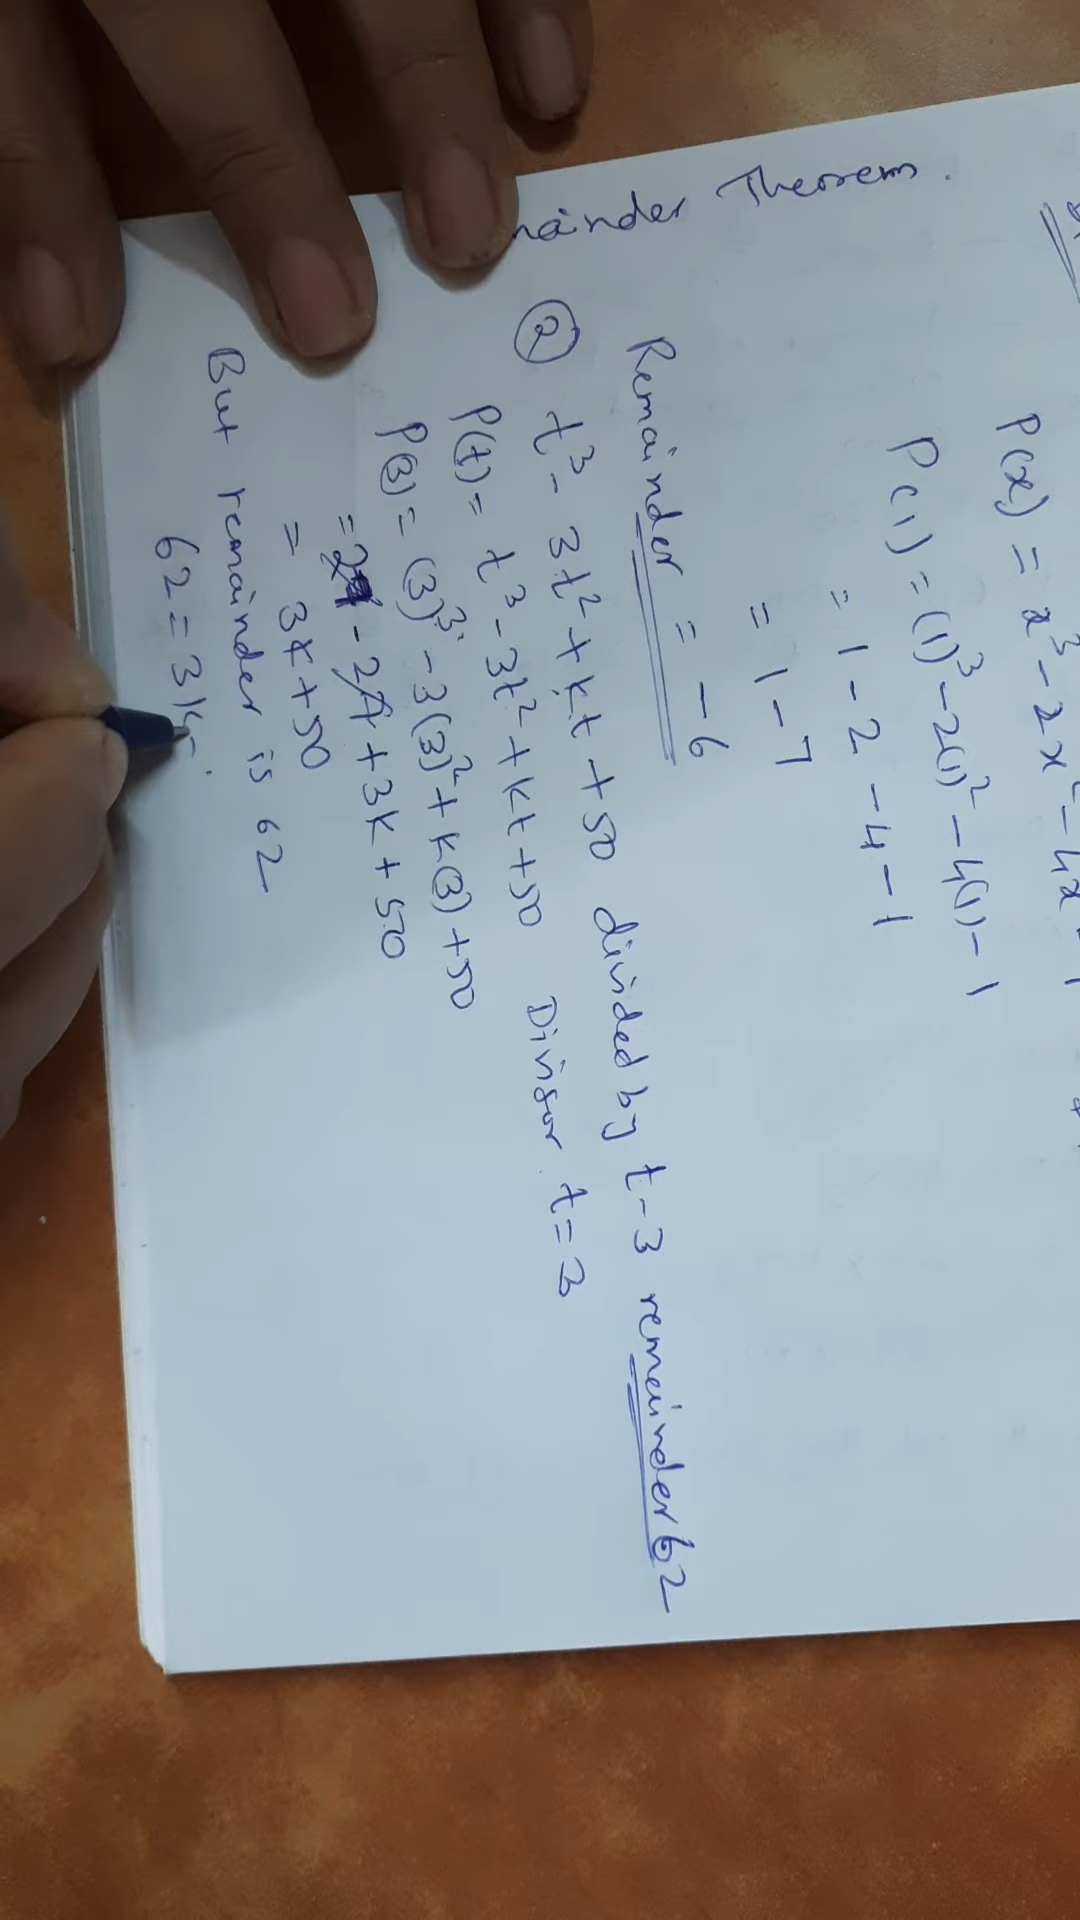 mainder Theorem.
P(x) = x³ - 2x² - 4x - 1
P(1) = (1)³ - 2(1)² - 4(1) - 1
= 1 - 2 - 4 - 1
= 1 - 7
Remainder = -6
② t³ - 3t² + kt + 50 divided by t-3 remainder 62
P(t) = t³ - 3t² + kt + 50 Divisor t = 3
P(3) = (3)³ - 3(3)² + k(3) + 50
= 27 - 27 + 3k + 50
= 3k + 50
But remainder is 62
62 = 3k